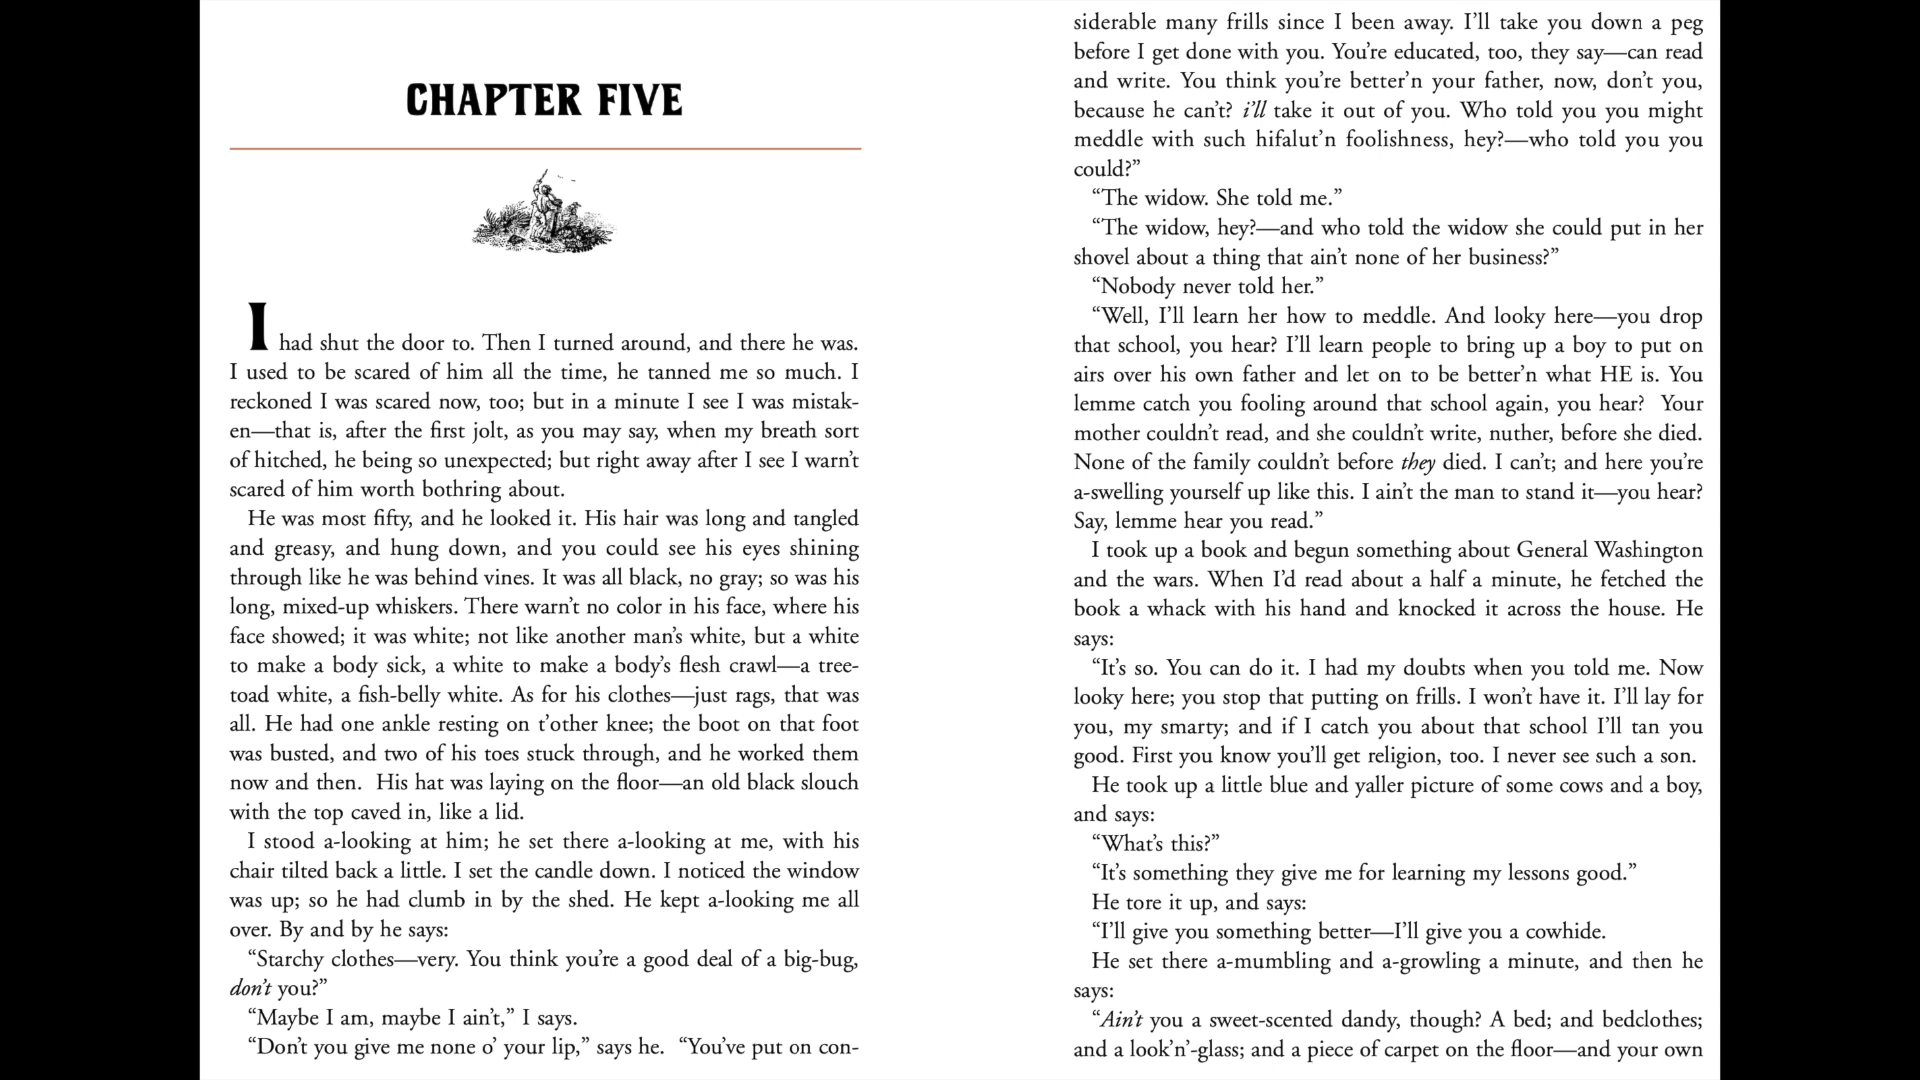 CHAPTER FIVE
I had shut the door to. Then I turned around, and there he was.
I used to be scared of him all the time, he tanned me so much. I
reckoned I was scared now, too; but in a minute I see I was mistak-
en—that is, after the first jolt, as you may say, when my breath sort
of hitched, he being so unexpected; but right away after I see I warn’t
scared of him worth bothring about.
He was most fifty, and he looked it. His hair was long and tangled
and greasy, and hung down, and you could see his eyes shining
through like he was behind vines. It was all black, no gray; so was his
long, mixed-up whiskers. There warn’t no color in his face, where his
face showed; it was white; not like another man’s white, but a white
to make a body sick, a white to make a body’s flesh crawl—a tree-
toad white, a fish-belly white. As for his clothes—just rags, that was
all. He had one ankle resting on t’other knee; the boot on that foot
was busted, and two of his toes stuck through, and he worked them
now and then.  His hat was laying on the floor—an old black slouch
with the top caved in, like a lid.
I stood a-looking at him; he set there a-looking at me, with his
chair tilted back a little. I set the candle down. I noticed the window
was up; so he had clumb in by the shed. He kept a-looking me all
over. By and by he says:
“Starchy clothes—very. You think you’re a good deal of a big-bug,
don’t you?”
“Maybe I am, maybe I ain’t,” I says.
“Don’t you give me none o’ your lip,” says he.  “You’ve put on con-
siderable many frills since I been away. I’ll take you down a peg
before I get done with you. You’re educated, too, they say—can read
and write. You think you’re better’n your father, now, don’t you,
because he can’t? i’ll take it out of you. Who told you you might
meddle with such hifalut’n foolishness, hey?—who told you you
could?”
“The widow. She told me.”
“The widow, hey?—and who told the widow she could put in her
shovel about a thing that ain’t none of her business?”
“Nobody never told her.”
“Well, I’ll learn her how to meddle. And looky here—you drop
that school, you hear? I’ll learn people to bring up a boy to put on
airs over his own father and let on to be better’n what HE is. You
lemme catch you fooling around that school again, you hear?  Your
mother couldn’t read, and she couldn’t write, nuther, before she died.
None of the family couldn’t before they died. I can’t; and here you’re
a-swelling yourself up like this. I ain’t the man to stand it—you hear?
Say, lemme hear you read.”
I took up a book and begun something about General Washington
and the wars. When I’d read about a half a minute, he fetched the
book a whack with his hand and knocked it across the house. He
says:
“It’s so. You can do it. I had my doubts when you told me. Now
looky here; you stop that putting on frills. I won’t have it. I’ll lay for
you, my smarty; and if I catch you about that school I’ll tan you
good. First you know you’ll get religion, too. I never see such a son.
He took up a little blue and yaller picture of some cows and a boy,
and says:
“What’s this?”
“It’s something they give me for learning my lessons good.”
He tore it up, and says:
“I’ll give you something better—I’ll give you a cowhide.
He set there a-mumbling and a-growling a minute, and then he
says:
“Ain’t you a sweet-scented dandy, though? A bed; and bedclothes;
and a look’n’-glass; and a piece of carpet on the floor—and your own